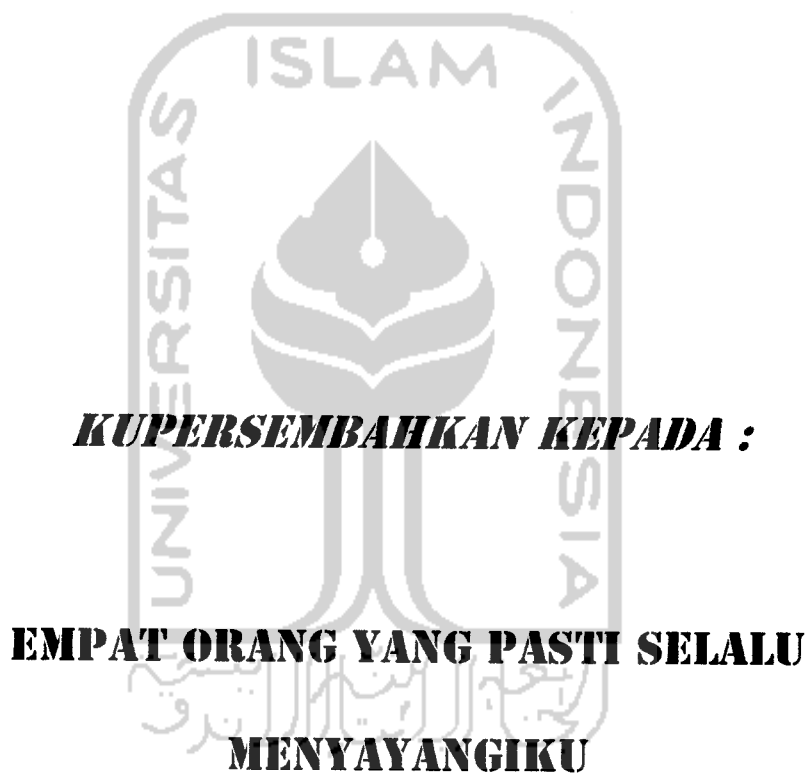 ISLAM
UNIVERSITAS
INDONESIA
KUPERSEMBAHKAN KEPADA :
EMPAT ORANG YANG PASTI SELALU
MENYAYANGIKU